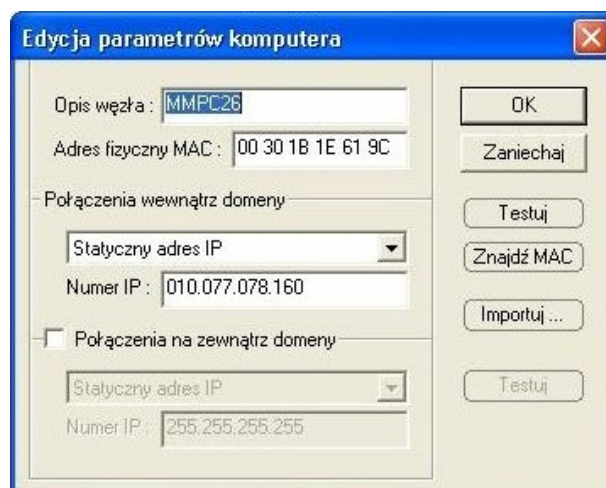 Edycja parametrów komputera
Opis węzła : MMPC26
OK
Adres fizyczny MAC : 00 30 1B 1E 61 9C
Zaniechaj
Połączenia wewnątrz domeny
Testuj
Statyczny adres IP
Znajdź MAC
Numer IP : 010.077.078.160
Importuj ...
Połączenia na zewnątrz domeny
Statyczny adres IP
Testuj
Numer IP : 255.255.255.255